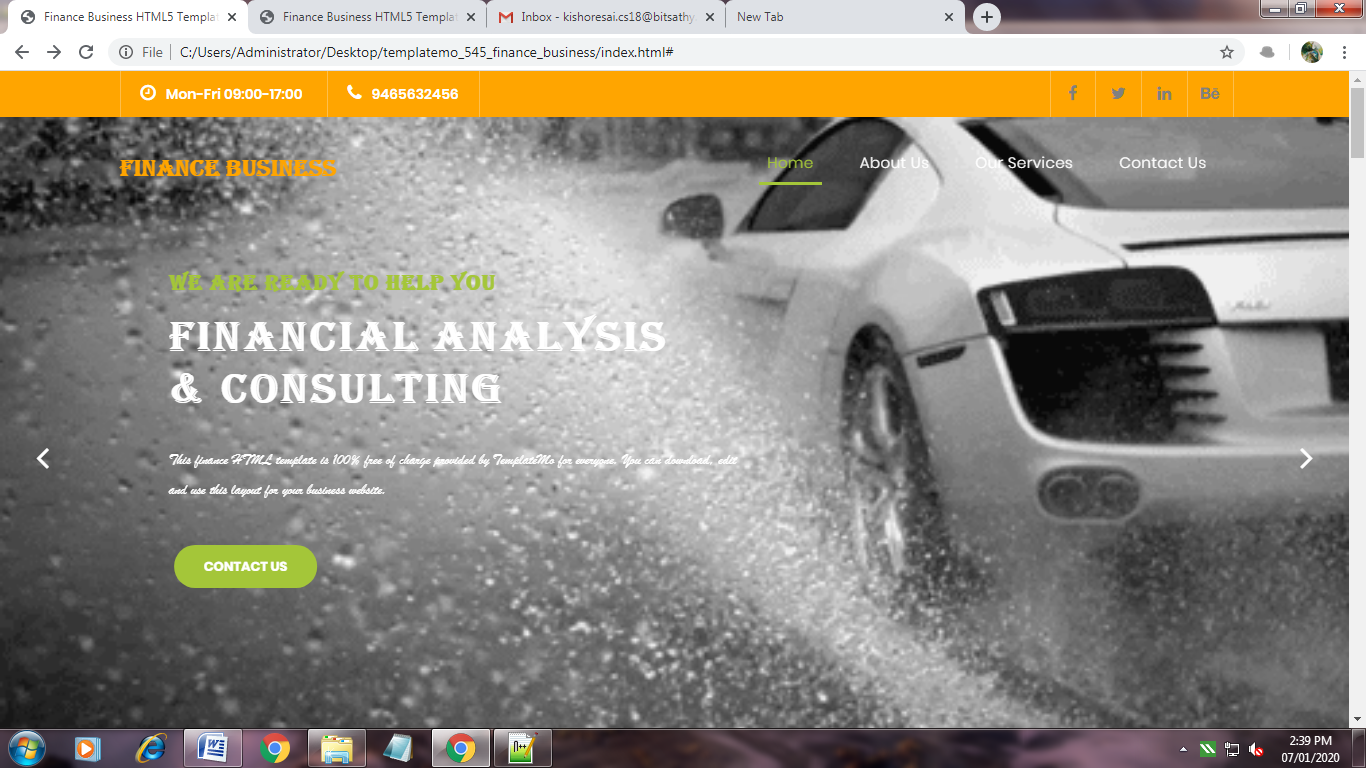 Finance Business HTML5 Templat
Finance Business HTML5 Templat
Inbox - kishoresai.cs18@bitsathy.
New Tab
File
C:/Users/Administrator/Desktop/templatemo_545_finance_business/index.html#
Mon-Fri 09:00-17:00
9465632456
Bē
FINANCE BUSINESS
Home
About Us
Our Services
Contact Us
WE ARE READY TO HELP YOU
FINANCIAL ANALYSIS
& CONSULTING
This finance HTML template is 100% free of charge provided by TemplateMo for everyone. You can download, edit
and use this layout for your business website.
CONTACT US
2:39 PM
07/01/2020